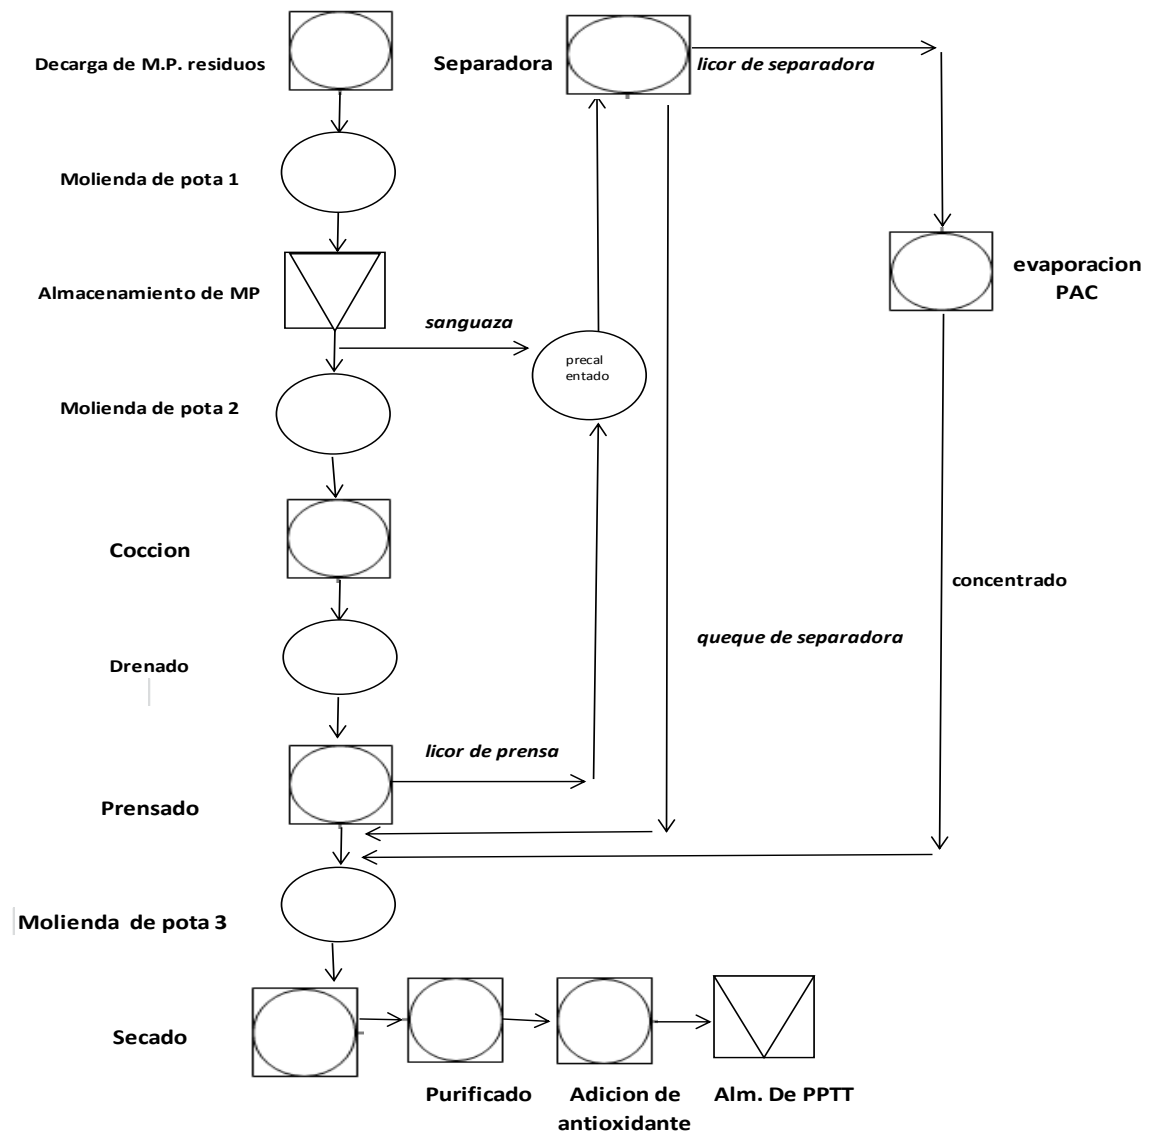 Decarga de M.P. residuos
Separadora
licor de separadora
Molienda de pota 1
evaporacion
PAC
Almacenamiento de MP
sanguaza
precal
entado
Molienda de pota 2
Coccion
concentrado
queque de separadora
Drenado
licor de prensa
Prensado
Molienda de pota 3
Secado
Purificado
Adicion de
antioxidante
Alm. De PPTT